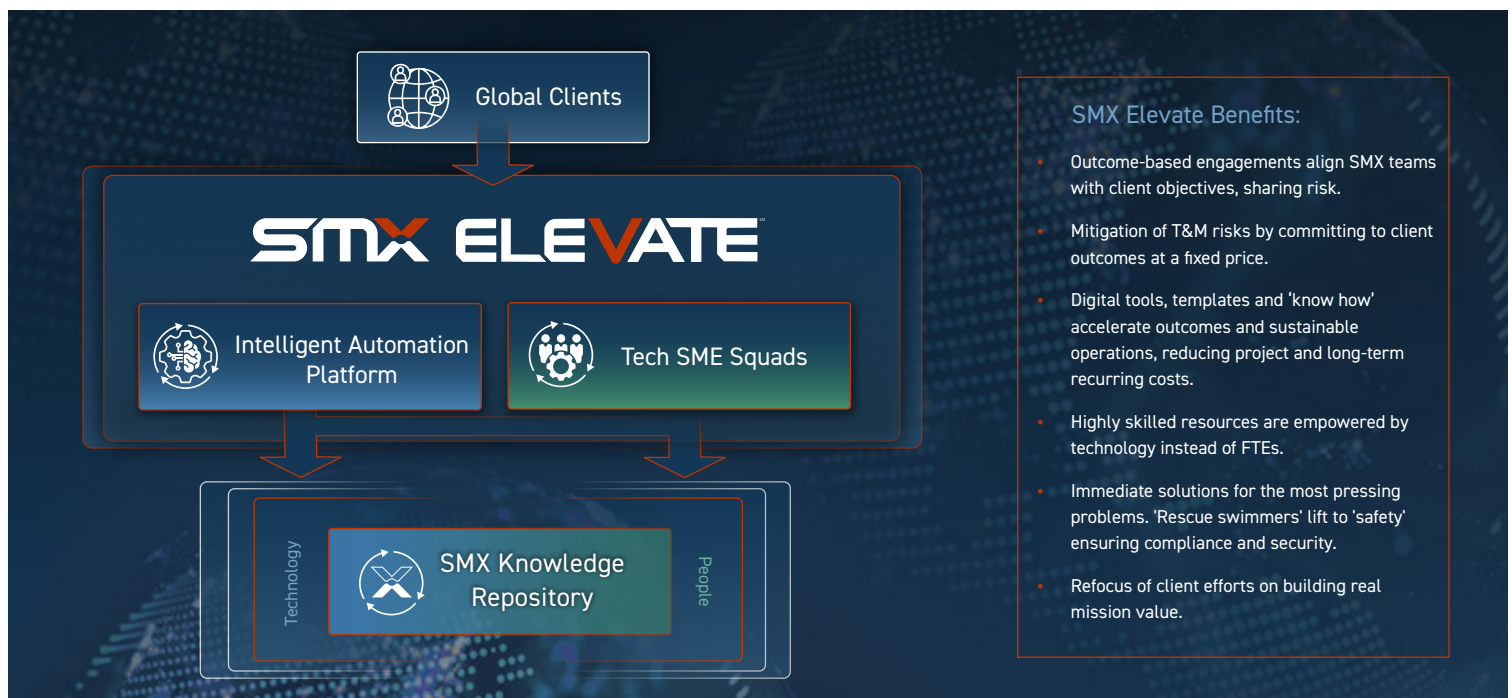 Global Clients
SMX ELEVATE™
Intelligent Automation
Platform
Tech SME Squads
Technology
SMX Knowledge
Repository
People
SMX Elevate Benefits:
• Outcome-based engagements align SMX teams
with client objectives, sharing risk.
• Mitigation of T&M risks by committing to client
outcomes at a fixed price.
• Digital tools, templates and ‘know how’
accelerate outcomes and sustainable
operations, reducing project and long-term
recurring costs.
• Highly skilled resources are empowered by
technology instead of FTEs.
• Immediate solutions for the most pressing
problems. 'Rescue swimmers' lift to 'safety'
ensuring compliance and security.
• Refocus of client efforts on building real
mission value.